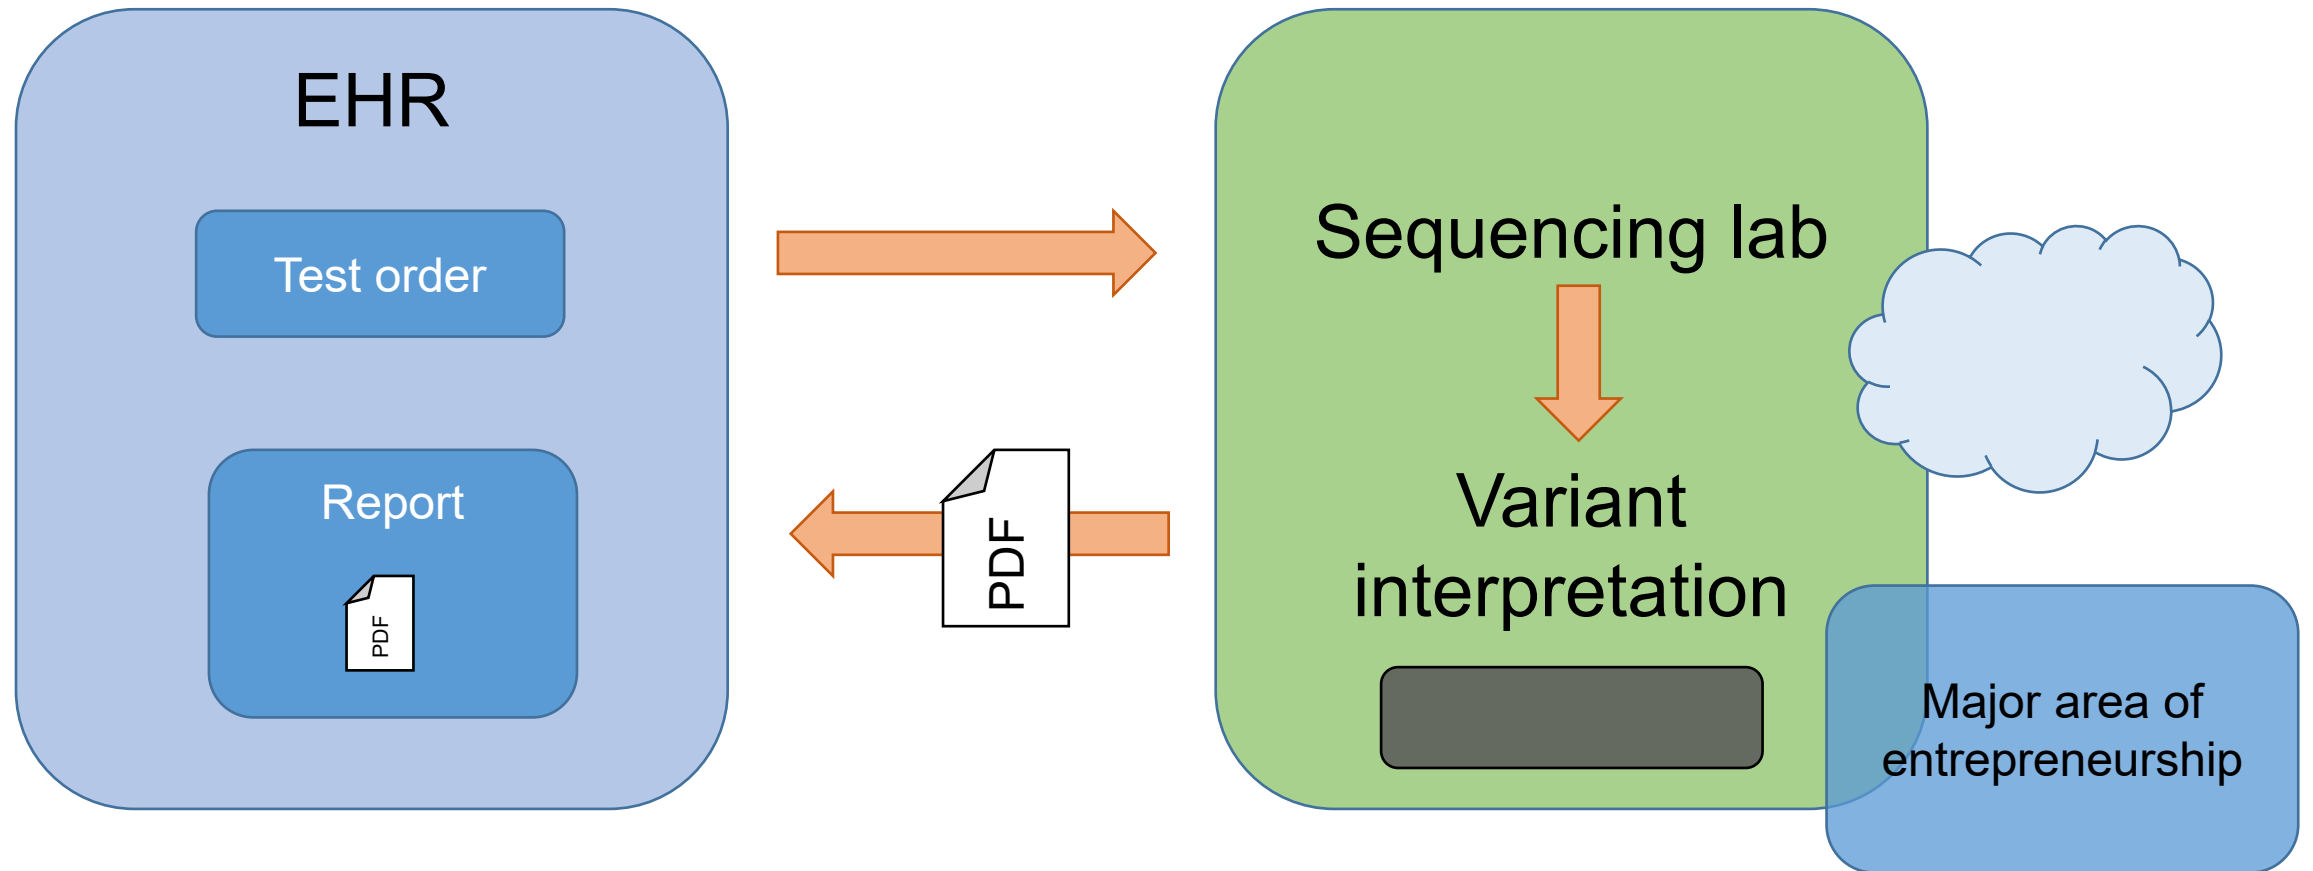 EHR
Test order
Report
PDF
PDF
Sequencing lab
Variant
interpretation
Major area of
entrepreneurship